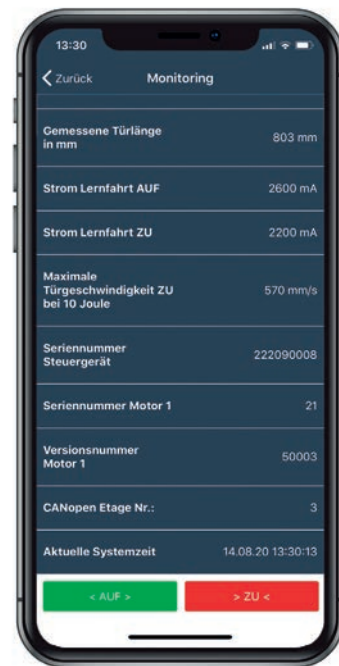 13:30
Zurück Monitoring
Gemessene Türlänge
in mm
803 mm
Strom Lernfahrt AUF 2600 mA
Strom Lernfahrt ZU 2200 mA
Maximale
Türgeschwindigkeit ZU
bei 10 Joule
570 mm/s
Seriennummer
Steuergerät
222090008
Seriennummer Motor 1 21
Versionsnummer
Motor 1
50003
CANopen Etage Nr.: 3
Aktuelle Systemzeit 14.08.20 13:30:13
< AUF > > ZU <